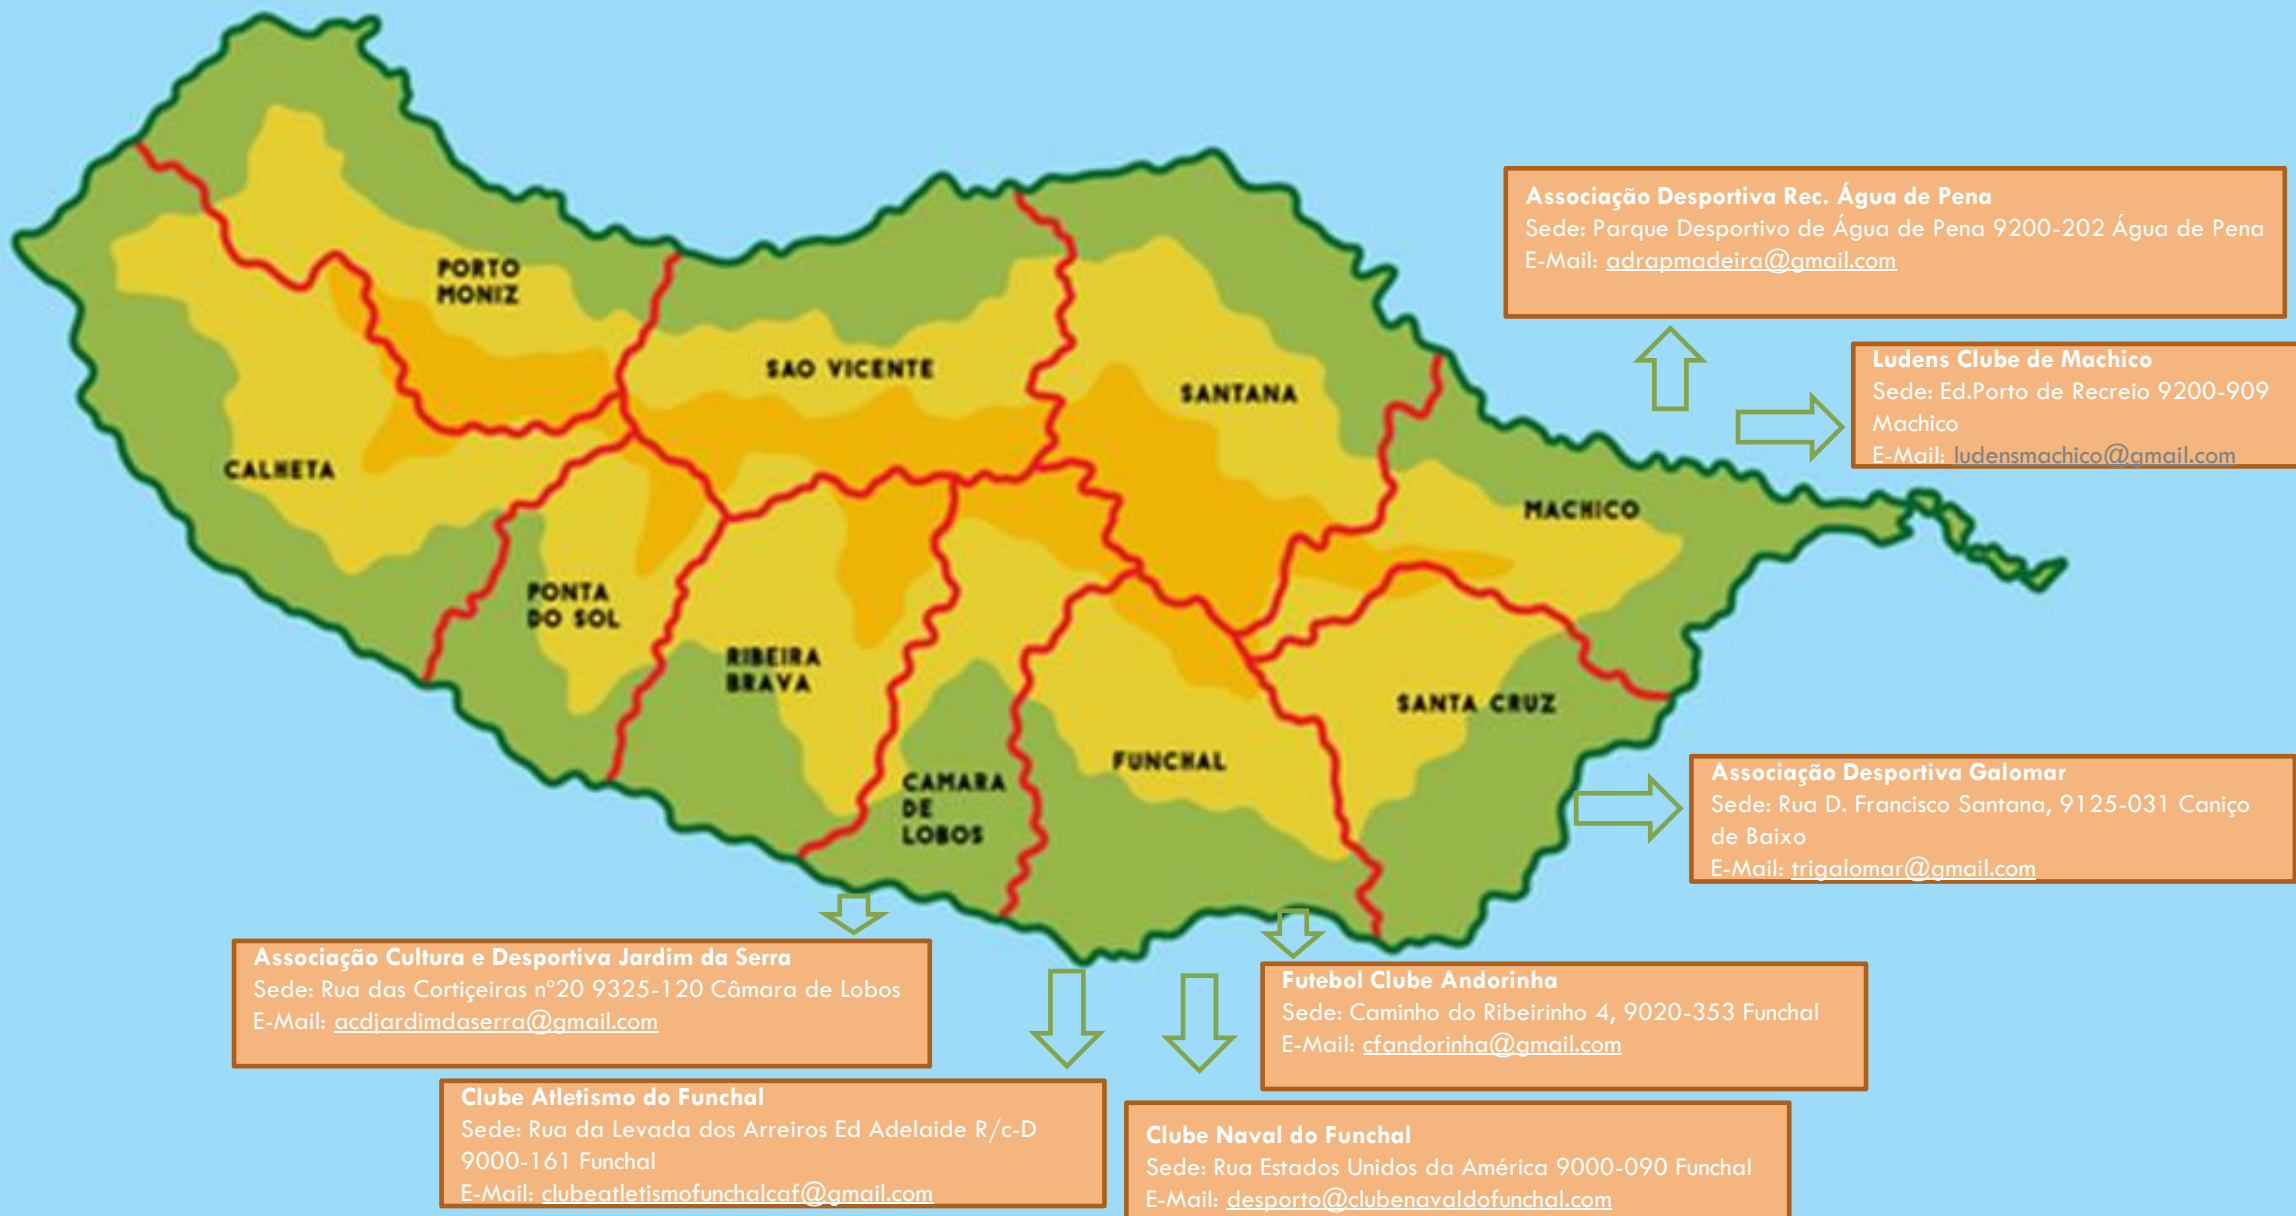 PORTO
MONIZ
SAO VICENTE
SANTANA
CALHETA
MACHICO
PONTA
DO SOL
RIBEIRA
BRAVA
SANTA CRUZ
FUNCHAL
CAMARA
DE
LOBOS
Associação Desportiva Rec. Água de Pena
Sede: Parque Desportivo de Água de Pena 9200-202 Água de Pena
E-Mail: adrapmadeira@gmail.com
Ludens Clube de Machico
Sede: Ed.Porto de Recreio 9200-909
Machico
E-Mail: ludensmachico@gmail.com
Associação Desportiva Galomar
Sede: Rua D. Francisco Santana, 9125-031 Caniço
de Baixo
E-Mail: trigalomar@gmail.com
Associação Cultura e Desportiva Jardim da Serra
Sede: Rua das Cortiçeiras nº20 9325-120 Câmara de Lobos
E-Mail: acdjardimdaserra@gmail.com
Futebol Clube Andorinha
Sede: Caminho do Ribeirinho 4, 9020-353 Funchal
E-Mail: cfandorinha@gmail.com
Clube Atletismo do Funchal
Sede: Rua da Levada dos Arreiros Ed Adelaide R/c-D
9000-161 Funchal
E-Mail: clubeatletismofunchalcaf@gmail.com
Clube Naval do Funchal
Sede: Rua Estados Unidos da América 9000-090 Funchal
E-Mail: desporto@clubenavaldofunchal.com